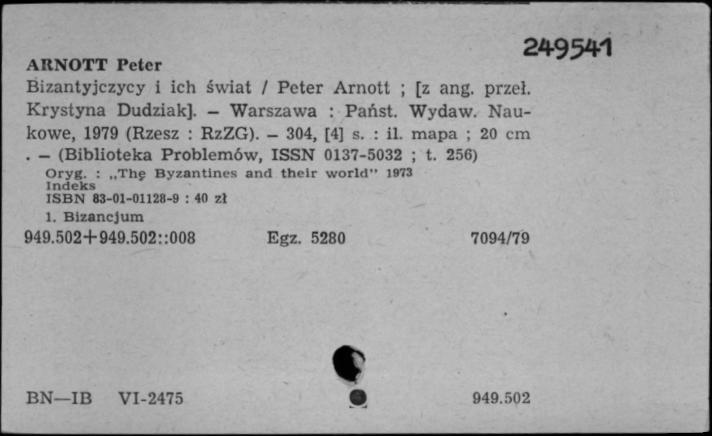 249541
ARNOTT Peter
Bizantyjczycy i ich świat / Peter Arnott ; [z ang. przeł.
Krystyna Dudziak]. — Warszawa : Państ. Wydaw. Nau-
kowe, 1979 (Rzesz : RzZG). — 304, [4] s. : il. mapa ; 20 cm
. — (Biblioteka Problemów, ISSN 0137-5032 ; t. 256)
Oryg. : „The Byzantines and their world" 1973
Indeks
ISBN 83-01-01128-9 : 40 zł
1. Bizancjum
949.502+949.502::008 Egz. 5280 7094/79
BN—IB VI-2475 949.502